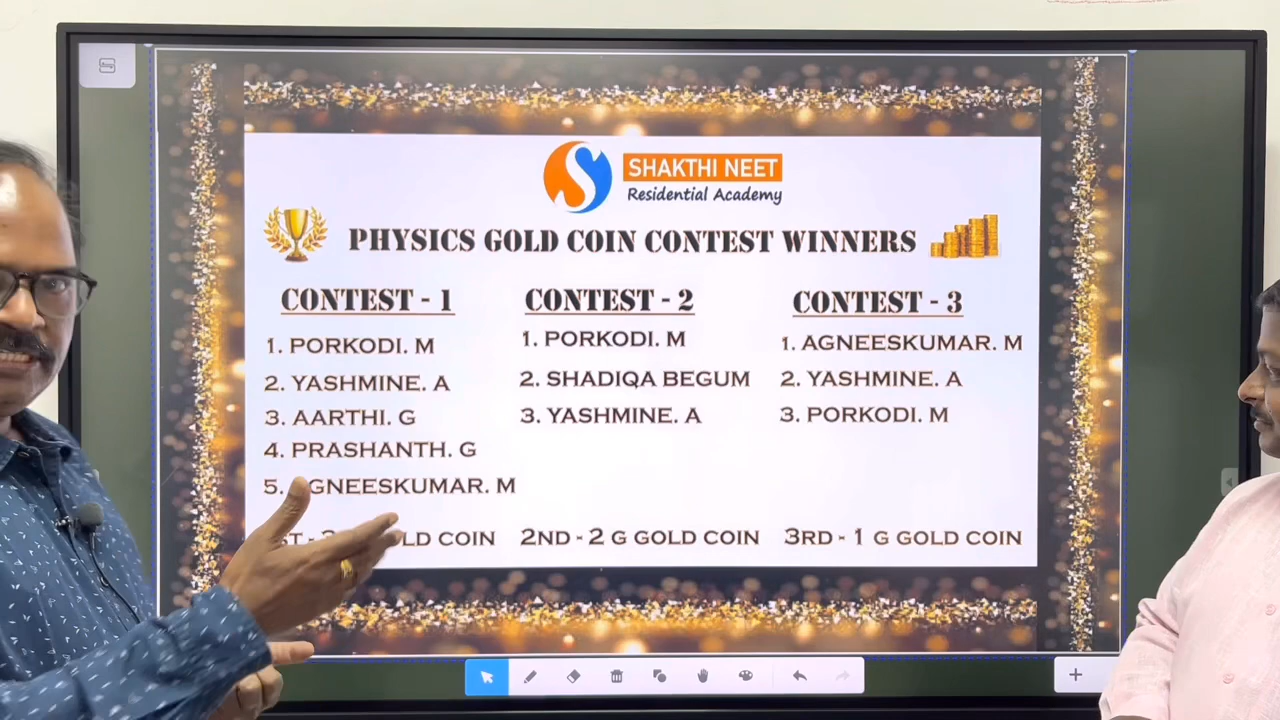 SHAKTHI NEET
Residential Academy
PHYSICS GOLD COIN CONTEST WINNERS
CONTEST - 1
1. PORKODI. M
2. YASHMINE. A
3. AARTHI. G
4. PRASHANTH. G
5. AGNEESKUMAR. M
CONTEST - 2
1. PORKODI. M
2. SHADIQA BEGUM
3. YASHMINE. A
CONTEST - 3
1. AGNEESKUMAR. M
2. YASHMINE. A
3. PORKODI. M
COIN
2ND - 2 G GOLD COIN
3RD - 1 G GOLD COIN